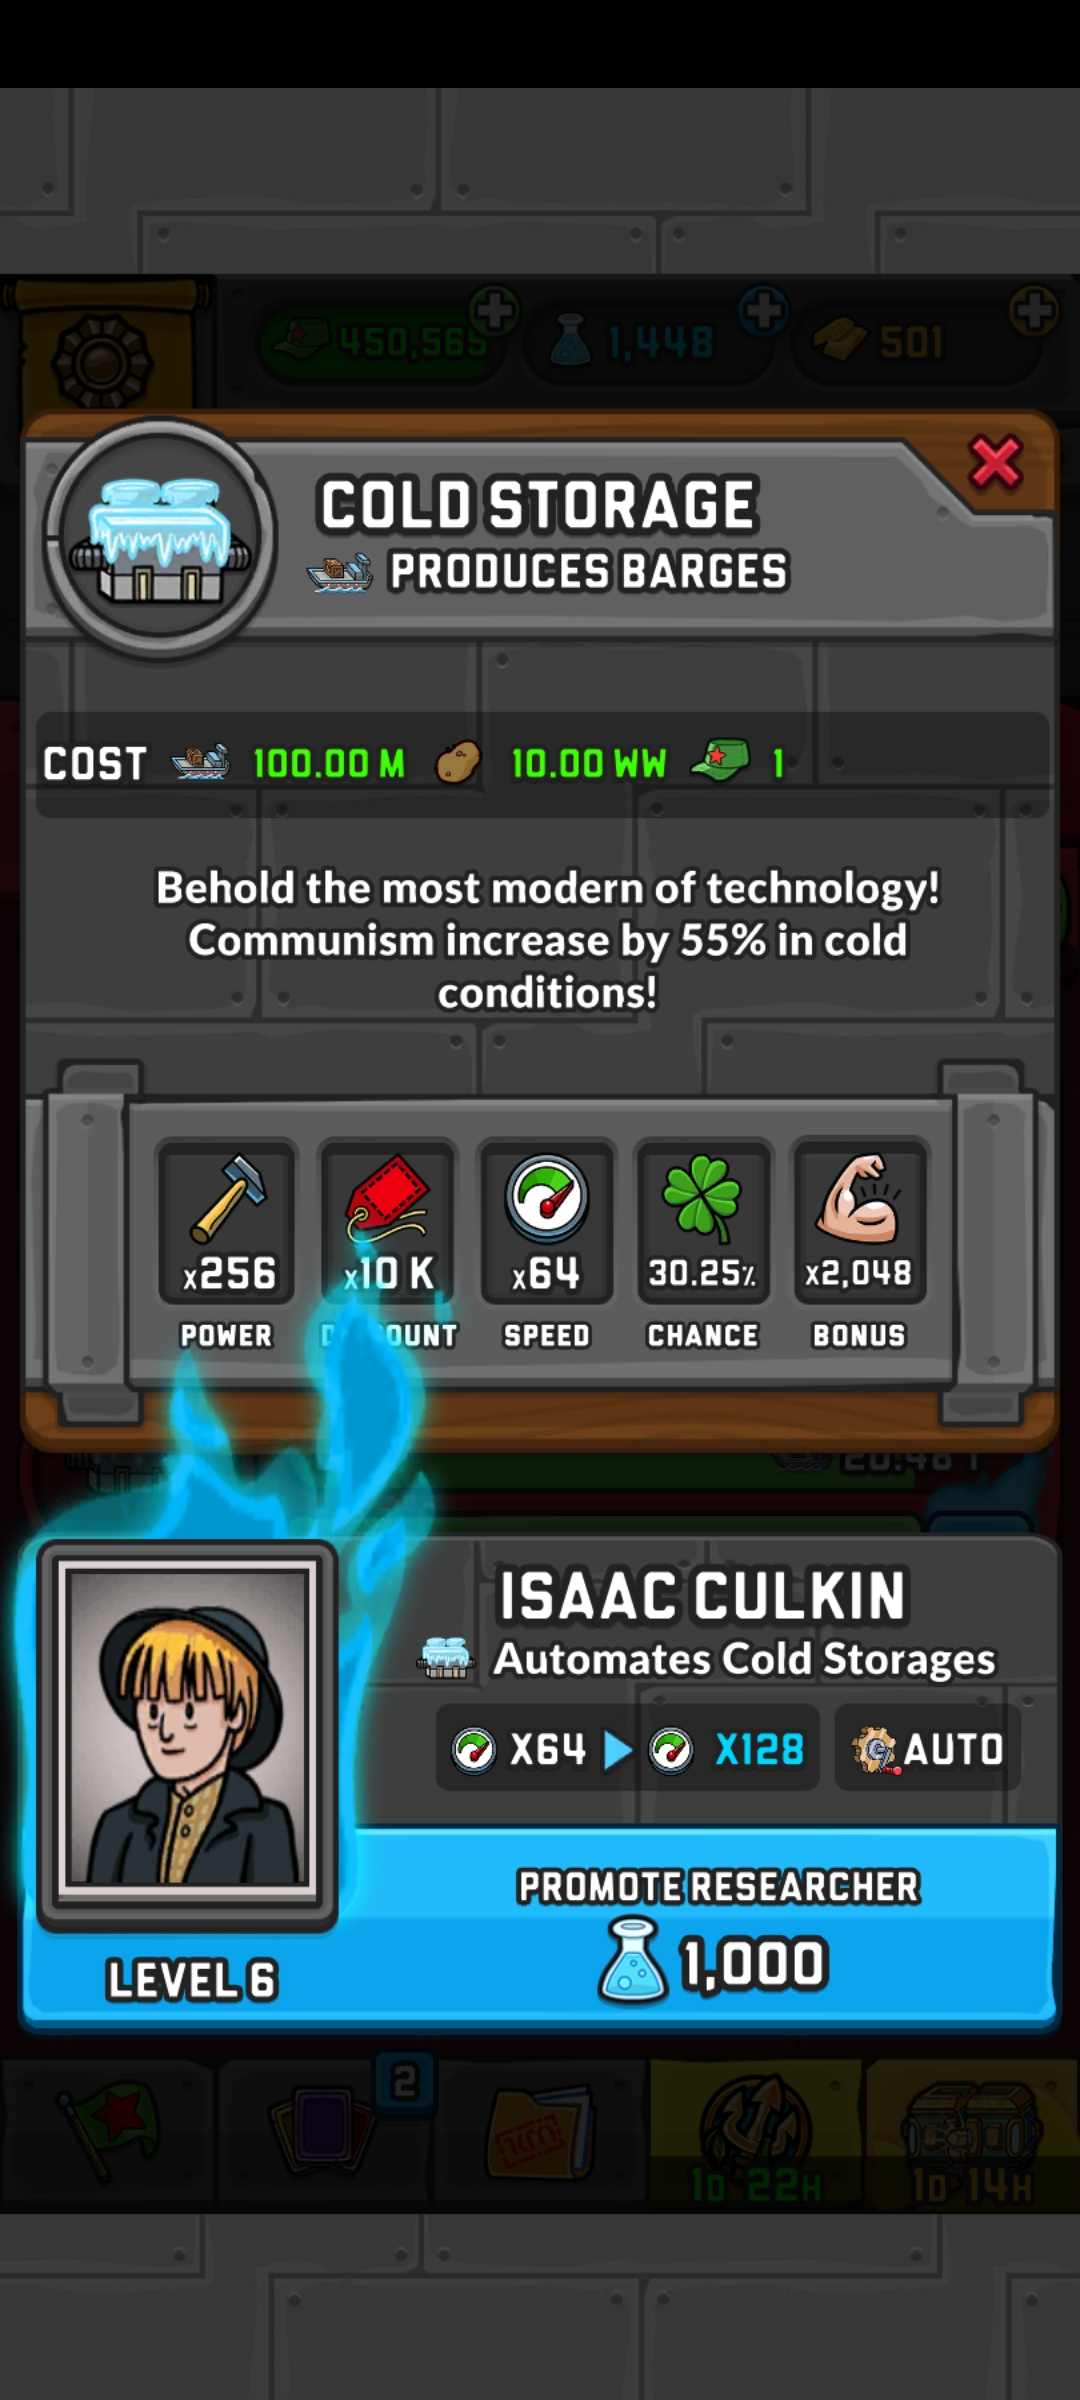 450,565 1,448 501
COLD STORAGE
PRODUCES BARGES
COST 100.00 M 10.00 WW 1
Behold the most modern of technology!
Communism increase by 55% in cold
conditions!
x256 x10 K x64 30.25% x2,048
POWER DISCOUNT SPEED CHANCE BONUS
20.48 T
ISAAC CULKIN
Automates Cold Storages
X64 X128 AUTO
PROMOTE RESEARCHER
1,000
LEVEL 6
2
1D 22H 1D 14H